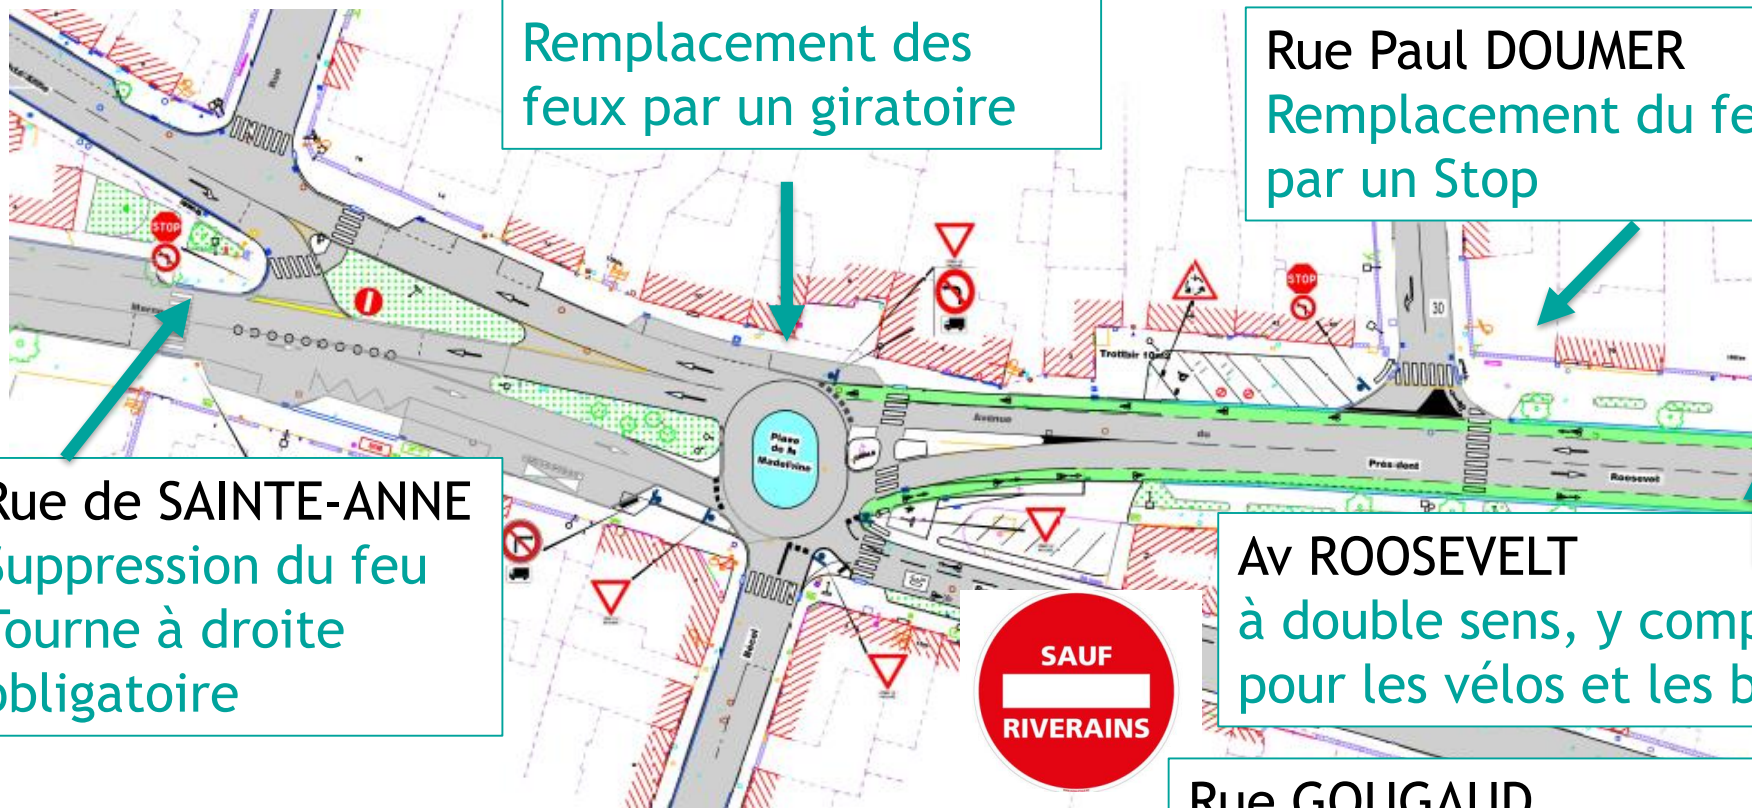 Remplacement des
feux par un giratoire
Rue Paul DOUMER
Remplacement du fe
par un Stop
Rue
STOP
STOP
30
Trottoir
Avenue
du
Président
Roosevelt
Place
de la
Madeleine
Rue de SAINTE-ANNE
Suppression du feu
Tourne à droite
obligatoire
Bécel
SAUF
RIVERAINS
Av ROOSEVELT
à double sens, y comp
pour les vélos et les b
Rue GOUGAUD